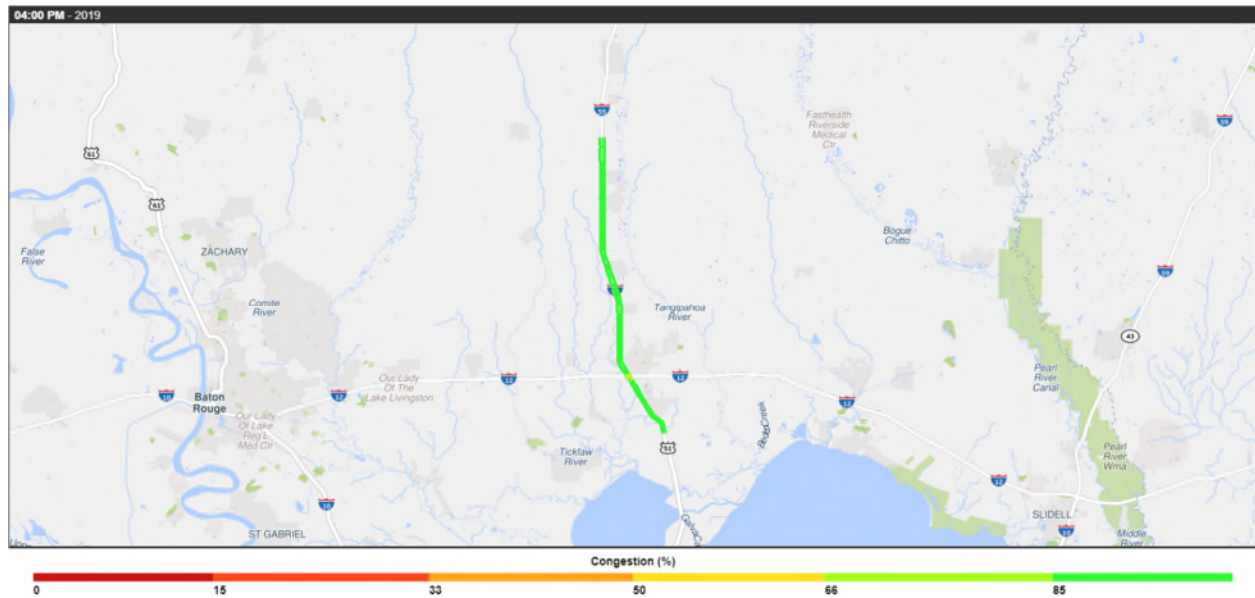 04:00 PM - 2019
55
59
Fasthealth
Riverside
Medical
Ctr
61
61
False
River
ZACHARY
Bogue
Chitto
59
Comite
River
Tangipahoa
River
43
Our Lady
Of The
Lake Livingston
12
12
Pearl
River
Canal
10
Baton
Rouge
12
12
Our Lady
Of Lake
Reg'L
Med Ctr
Tickfaw
River
51
Pearl
River
Wma
12
10
SLIDELL
10
ST GABRIEL
Middle
River
Congestion (%)
0 15 33 50 66 85